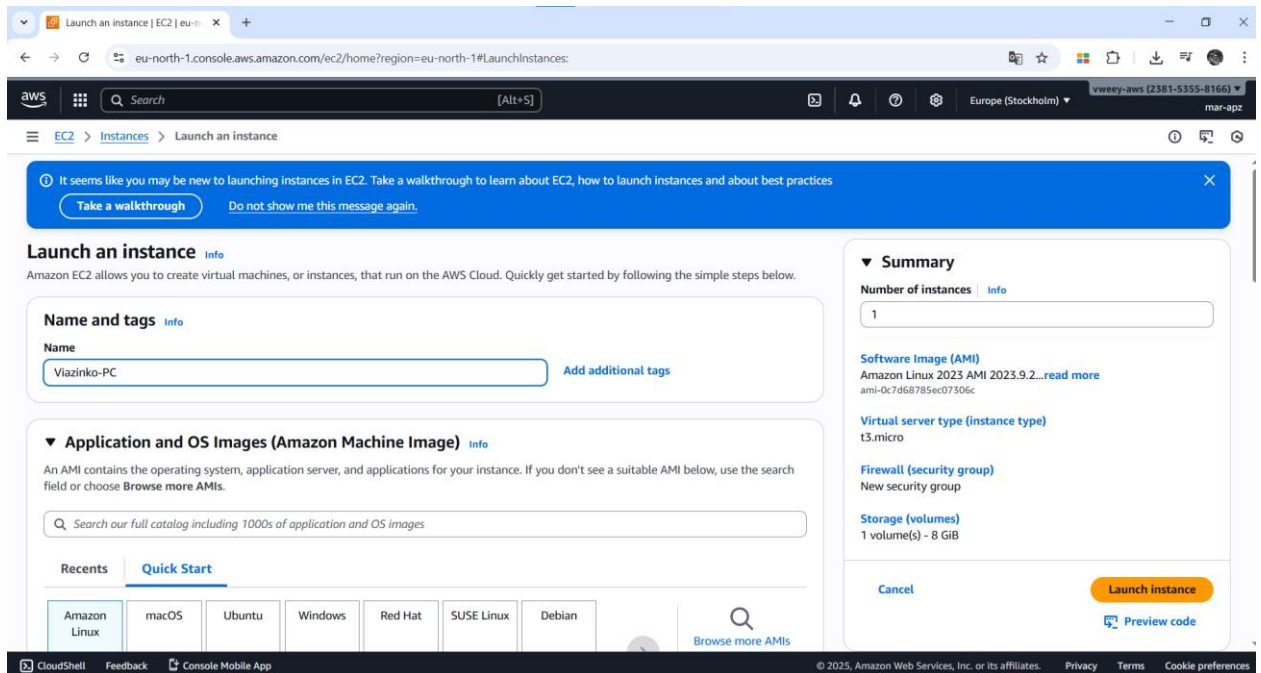 Launch an instance | EC2 | eu-n
eu-north-1.console.aws.amazon.com/ec2/home?region=eu-north-1#LaunchInstances:
aws
Search
[Alt+S]
Europe (Stockholm)
vweey-aws (2381-5355-8166)
mar-apz
EC2 > Instances > Launch an instance
It seems like you may be new to launching instances in EC2. Take a walkthrough to learn about EC2, how to launch instances and about best practices
Take a walkthrough
Do not show me this message again.
Launch an instance Info
Amazon EC2 allows you to create virtual machines, or instances, that run on the AWS Cloud. Quickly get started by following the simple steps below.
Name and tags Info
Name
Viazinko-PC
Add additional tags
Application and OS Images (Amazon Machine Image) Info
An AMI contains the operating system, application server, and applications for your instance. If you don't see a suitable AMI below, use the search
field or choose Browse more AMIs.
Search our full catalog including 1000s of application and OS images
Recents
Quick Start
Amazon
Linux
macOS
Ubuntu
Windows
Red Hat
SUSE Linux
Debian
Browse more AMIs
Summary
Number of instances Info
1
Software Image (AMI)
Amazon Linux 2023 AMI 2023.9.2...read more
ami-0c7d68785ec07306c
Virtual server type (instance type)
t3.micro
Firewall (security group)
New security group
Storage (volumes)
1 volume(s) - 8 GiB
Cancel
Launch instance
Preview code
CloudShell
Feedback
Console Mobile App
© 2025, Amazon Web Services, Inc. or its affiliates.
Privacy
Terms
Cookie preferences